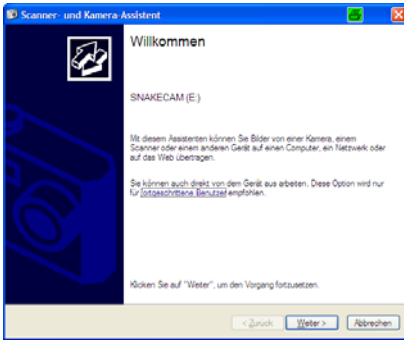 Scanner- und Kamera-Assistent
Willkommen
SNAKECAM (E:)
Mit diesem Assistenten können Sie Bilder von einer Kamera, einem
Scanner oder einem anderen Gerät auf einen Computer, ein Netzwerk oder
auf das Web übertragen.
Sie können auch direkt von dem Gerät aus arbeiten. Diese Option wird nur
für fortgeschrittene Benutzer empfohlen.
Klicken Sie auf "Weiter", um den Vorgang fortzusetzen.
< Zurück Weiter > Abbrechen